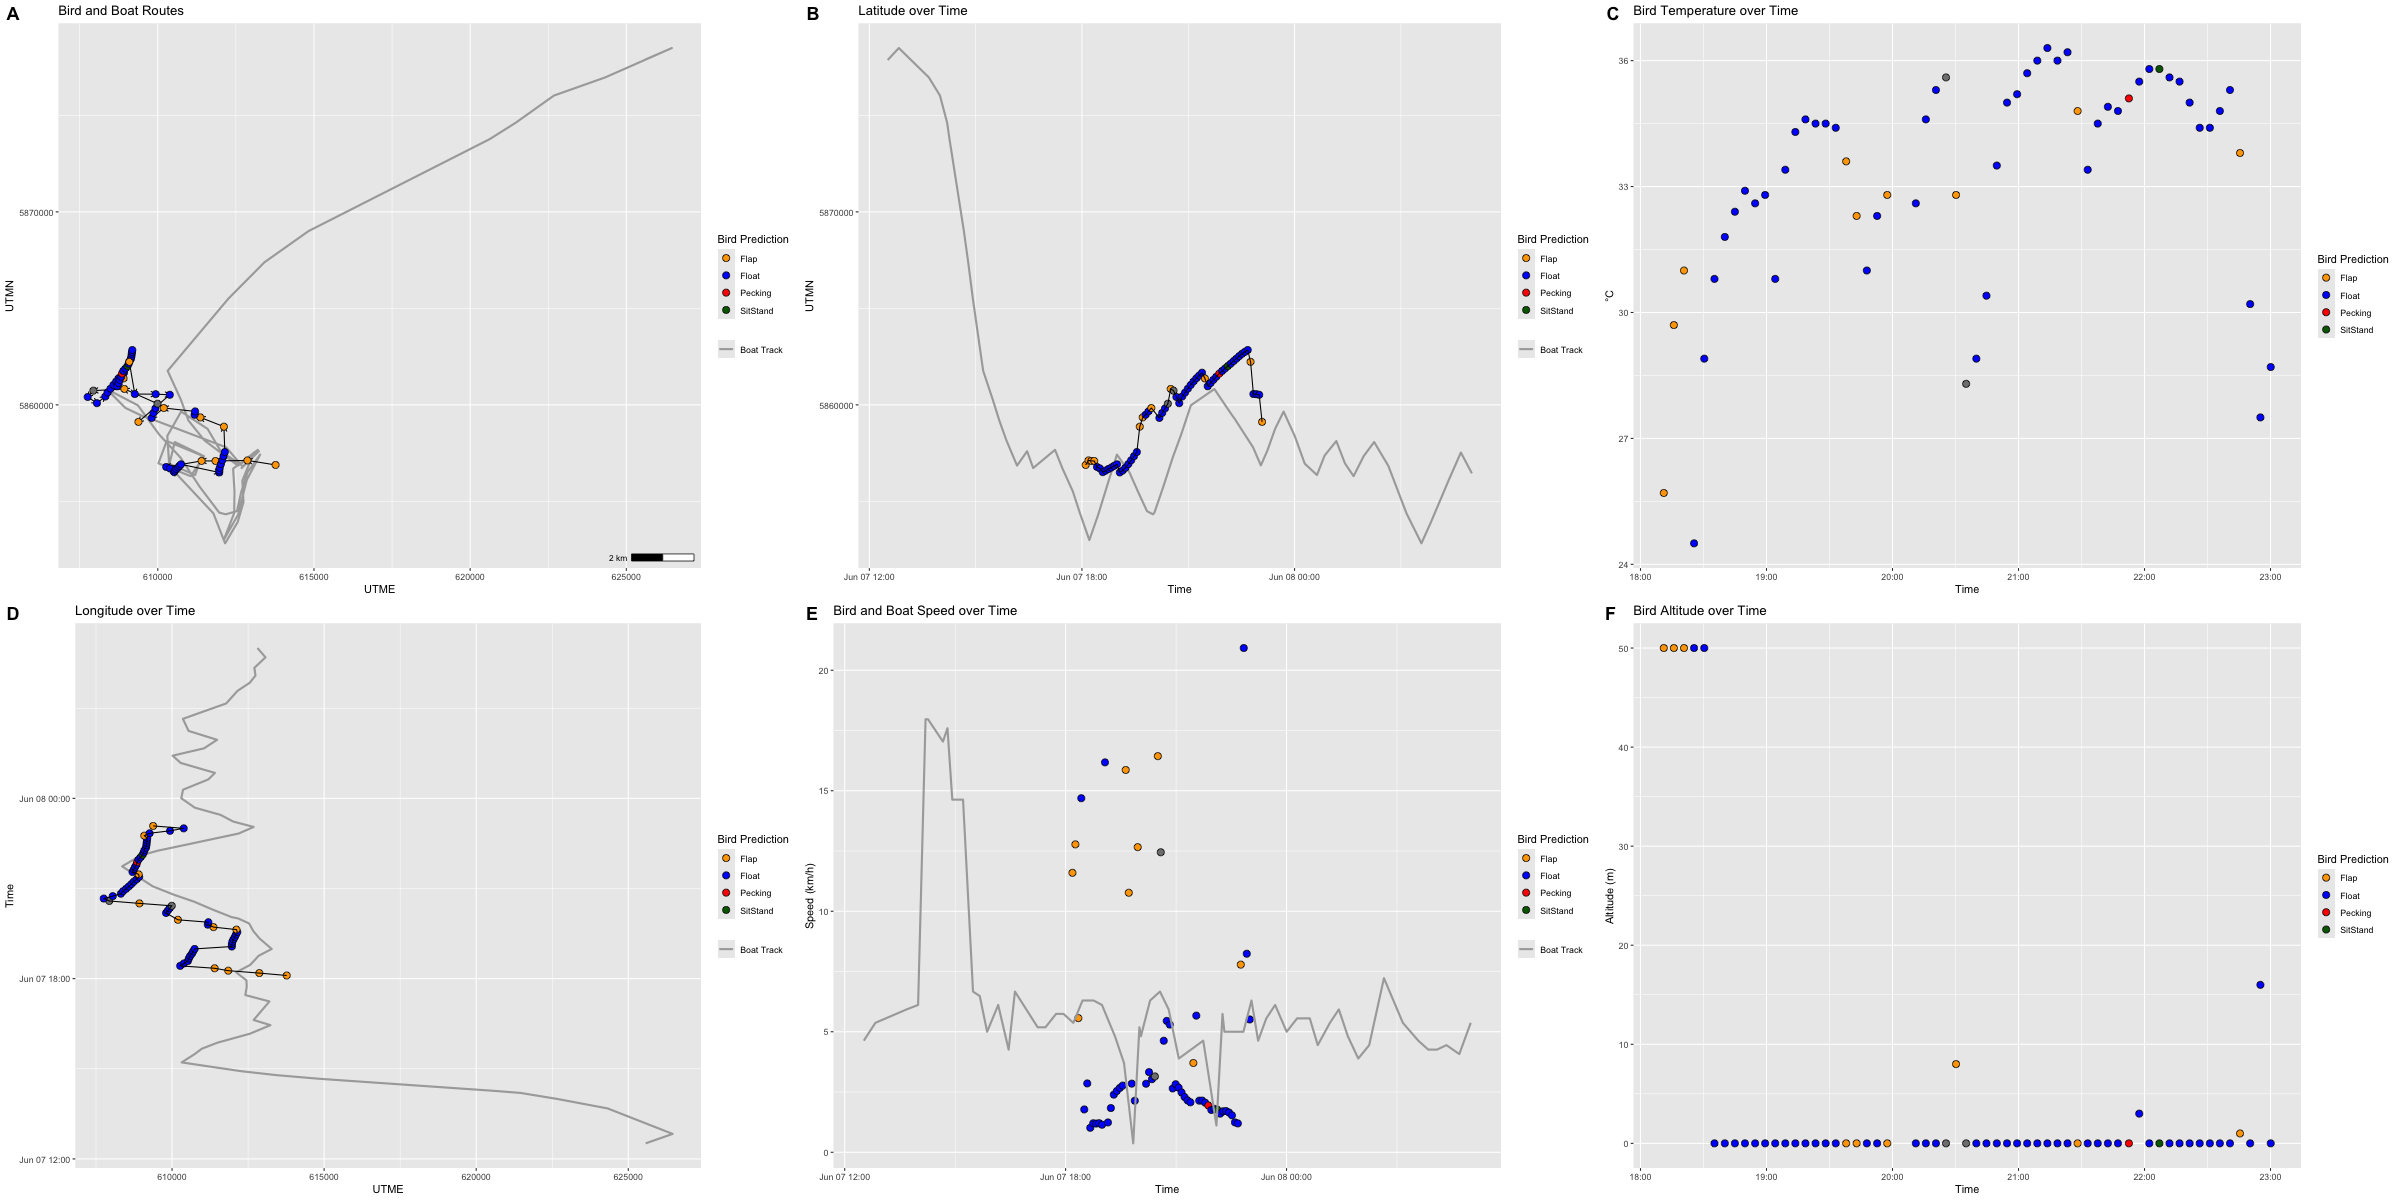 A Bird and Boat Routes
UTMN
5870000
5860000
610000 615000 620000 625000
UTME
2 km
Bird Prediction
Flap
Float
Pecking
SitStand
Boat Track
B Latitude over Time
UTMN
5870000
5860000
Jun 07 12:00 Jun 07 18:00 Jun 08 00:00
Time
Bird Prediction
Flap
Float
Pecking
SitStand
Boat Track
C Bird Temperature over Time
°C
36
33
30
27
24
18:00 19:00 20:00 21:00 22:00 23:00
Time
Bird Prediction
Flap
Float
Pecking
SitStand
D Longitude over Time
Time
Jun 08 00:00
Jun 07 18:00
Jun 07 12:00
610000 615000 620000 625000
UTME
Bird Prediction
Flap
Float
Pecking
SitStand
Boat Track
E Bird and Boat Speed over Time
Speed (km/h)
20
15
10
5
0
Jun 07 12:00 Jun 07 18:00 Jun 08 00:00
Time
Bird Prediction
Flap
Float
Pecking
SitStand
Boat Track
F Bird Altitude over Time
Altitude (m)
50
40
30
20
10
0
18:00 19:00 20:00 21:00 22:00 23:00
Time
Bird Prediction
Flap
Float
Pecking
SitStand